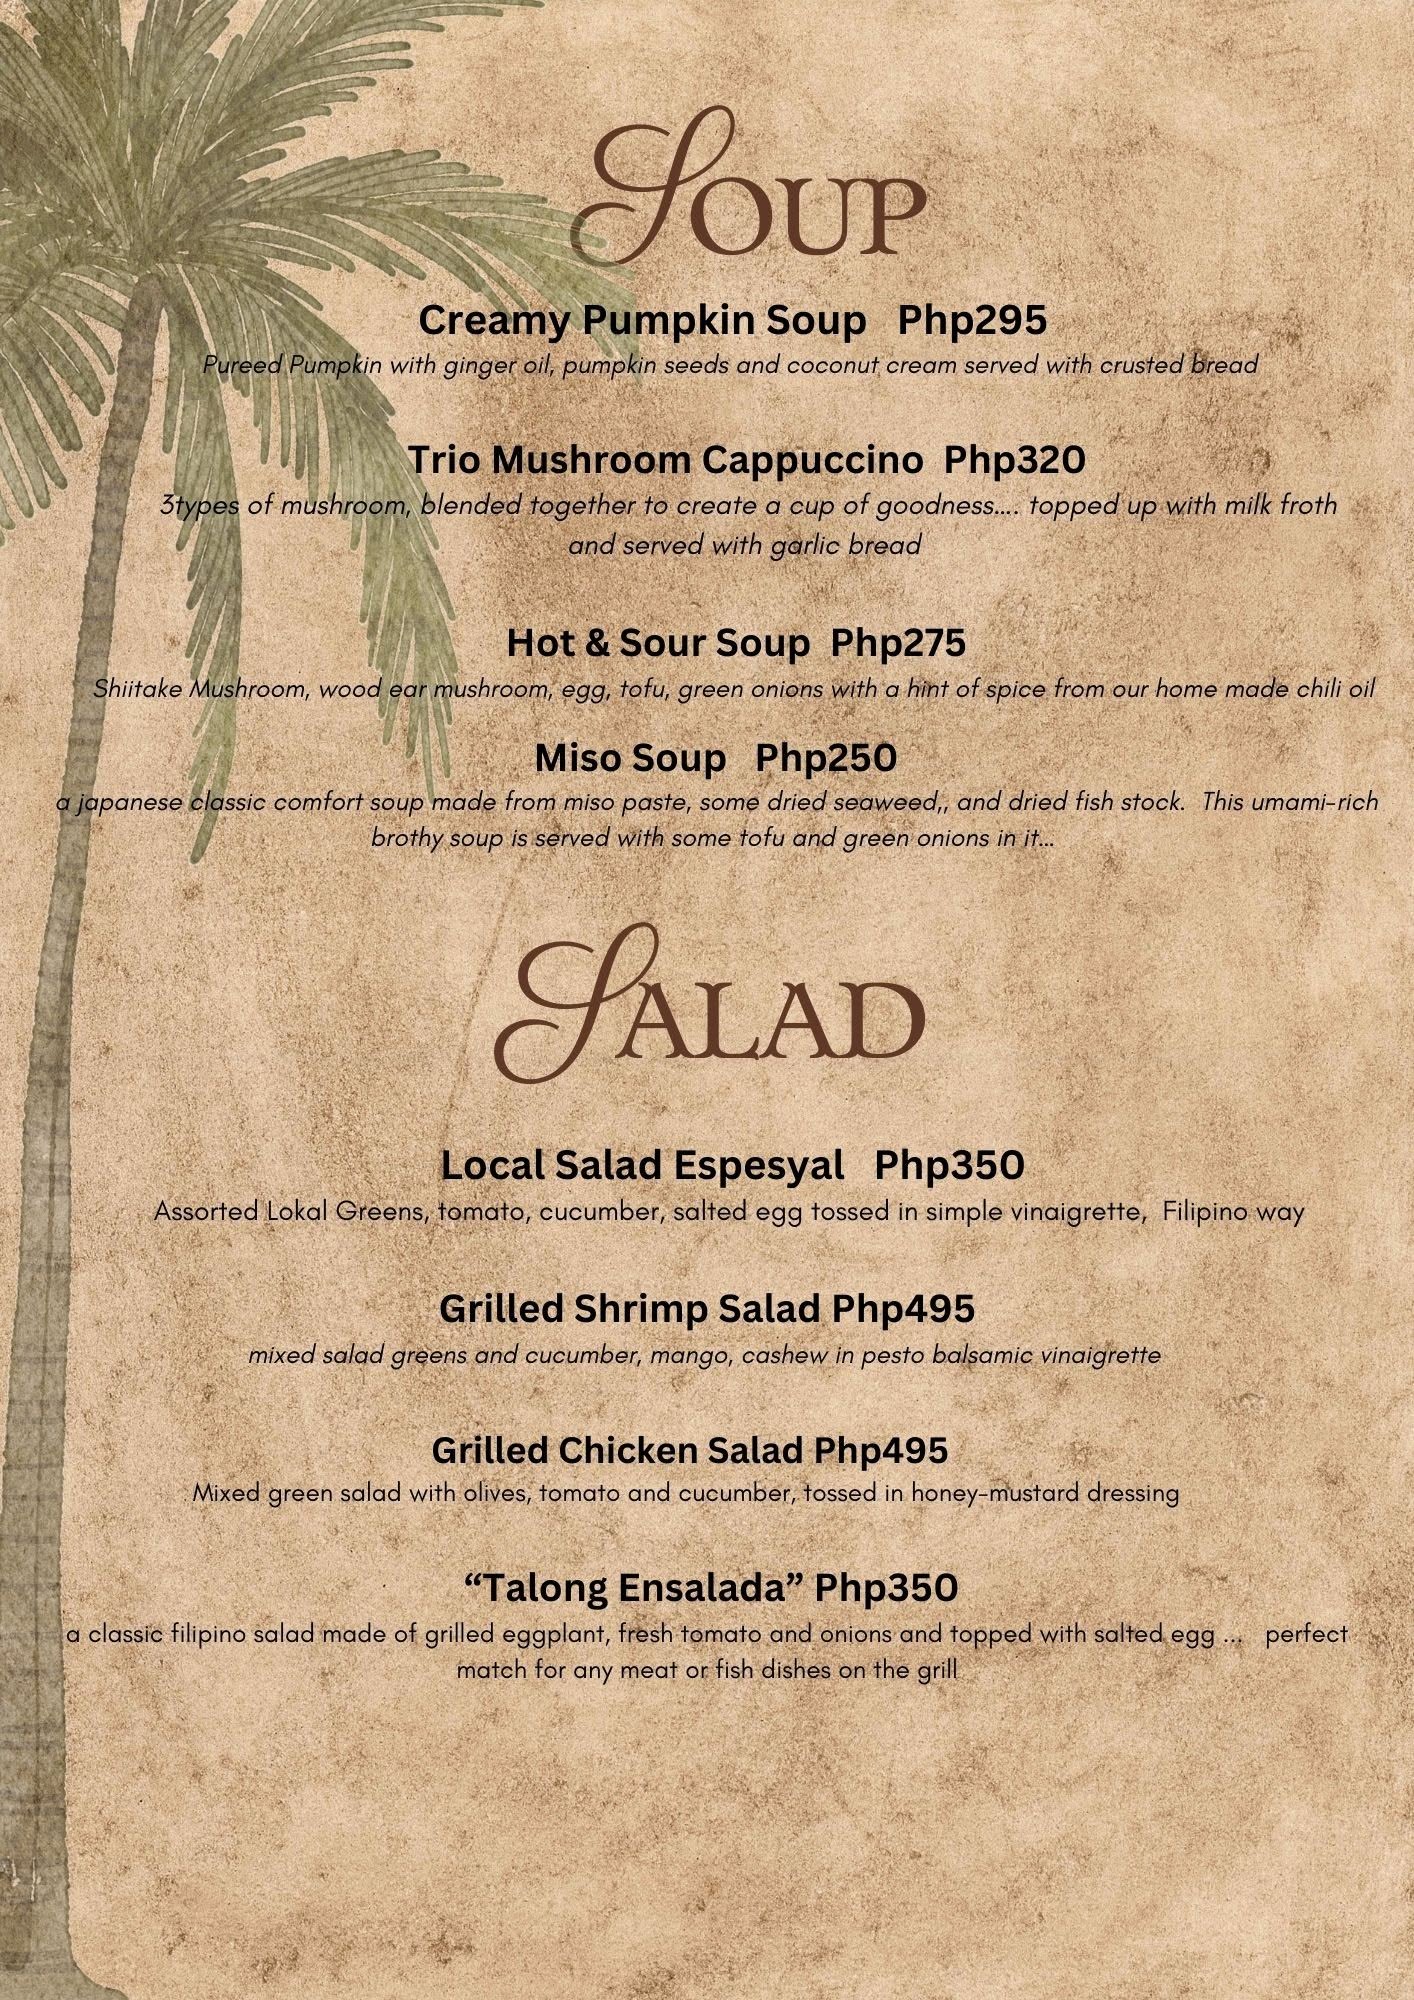 Soup
Creamy Pumpkin Soup Php295
Pureed Pumpkin with ginger oil, pumpkin seeds and coconut cream served with crusted bread
Trio Mushroom Cappuccino Php320
3types of mushroom, blended together to create a cup of goodness.... topped up with milk froth
and served with garlic bread
Hot & Sour Soup Php275
Shiitake Mushroom, wood ear mushroom, egg, tofu, green onions with a hint of spice from our home made chili oil
Miso Soup Php250
a japanese classic comfort soup made from miso paste, some dried seaweed,, and dried fish stock. This umami-rich
brothy soup is served with some tofu and green onions in it...
Salad
Local Salad Espesyal Php350
Assorted Lokal Greens, tomato, cucumber, salted egg tossed in simple vinaigrette, Filipino way
Grilled Shrimp Salad Php495
mixed salad greens and cucumber, mango, cashew in pesto balsamic vinaigrette
Grilled Chicken Salad Php495
Mixed green salad with olives, tomato and cucumber, tossed in honey-mustard dressing
“Talong Ensalada” Php350
a classic filipino salad made of grilled eggplant, fresh tomato and onions and topped with salted egg ... perfect
match for any meat or fish dishes on the grill